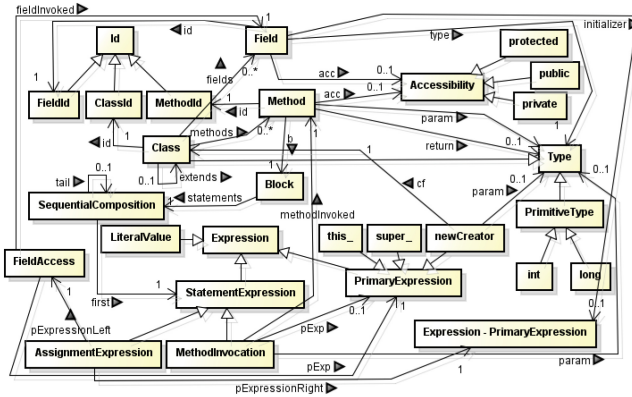 fieldInvoked
1
Id
id
Field
initializer
type
protected
fields
0..*
acc
0..1
Accessibility
public
private
1
FieldId
ClassId
MethodId
id
Method
acc
0..1
param
return
1
id
Class
methods
0..*
b
1
0..1
1
Type
0..1
0..1
extends
0..1
tail
0..1
statements
Block
cf
param
SequentialComposition
methodInvoked
PrimitiveType
LiteralValue
Expression
this_
super_
newCreator
FieldAccess
int
long
StatementExpression
PrimaryExpression
first
1
1
0..1
1
0..1
pExpressionLeft
pExp
Expression - PrimaryExpression
AssignmentExpression
MethodInvocation
pExp
1
param
pExpressionRight